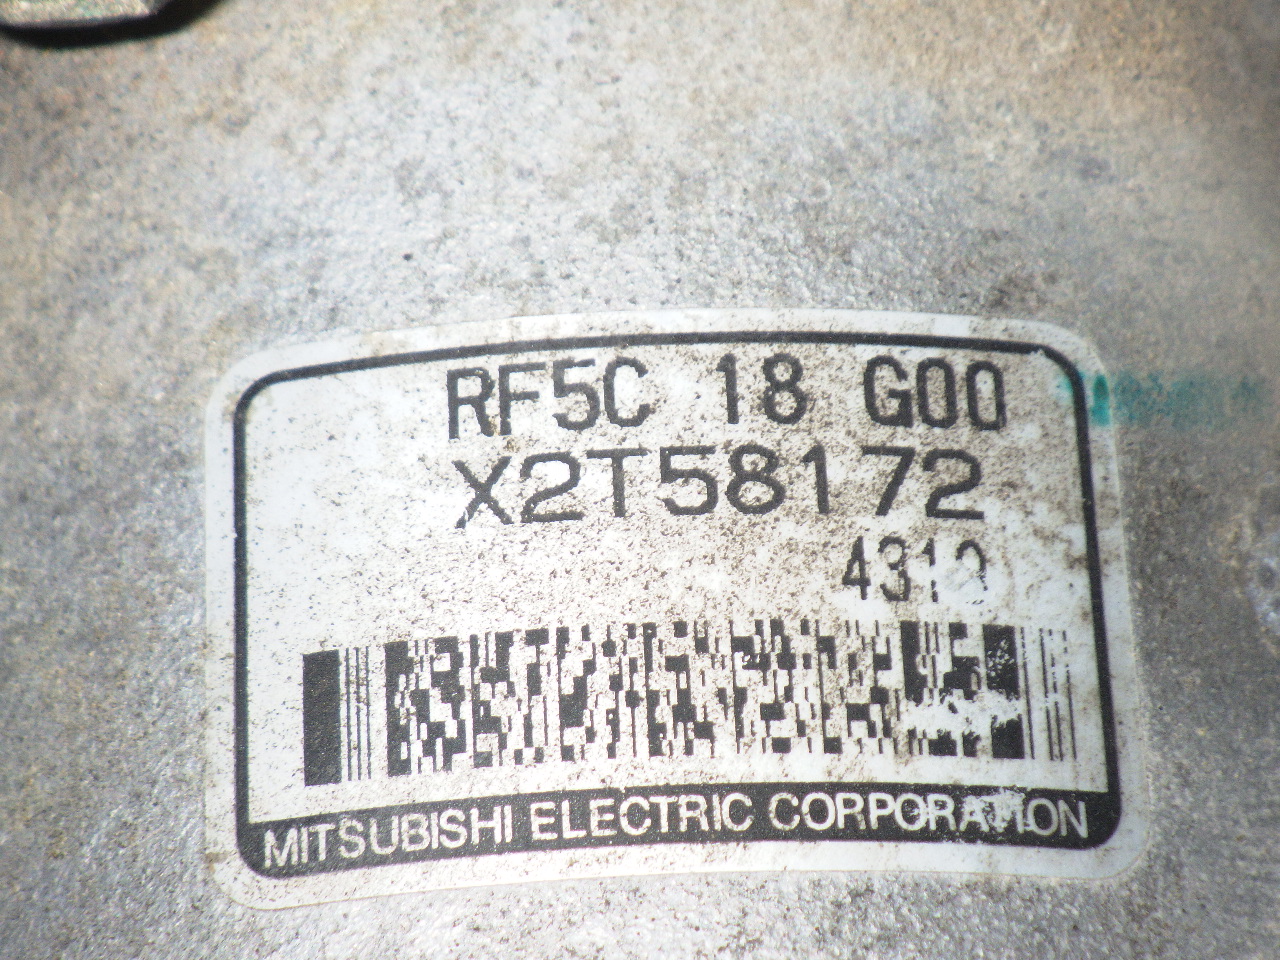 RF5C 18 G00
X2T58172
MITSUBISHI ELECTRIC CORPORATION